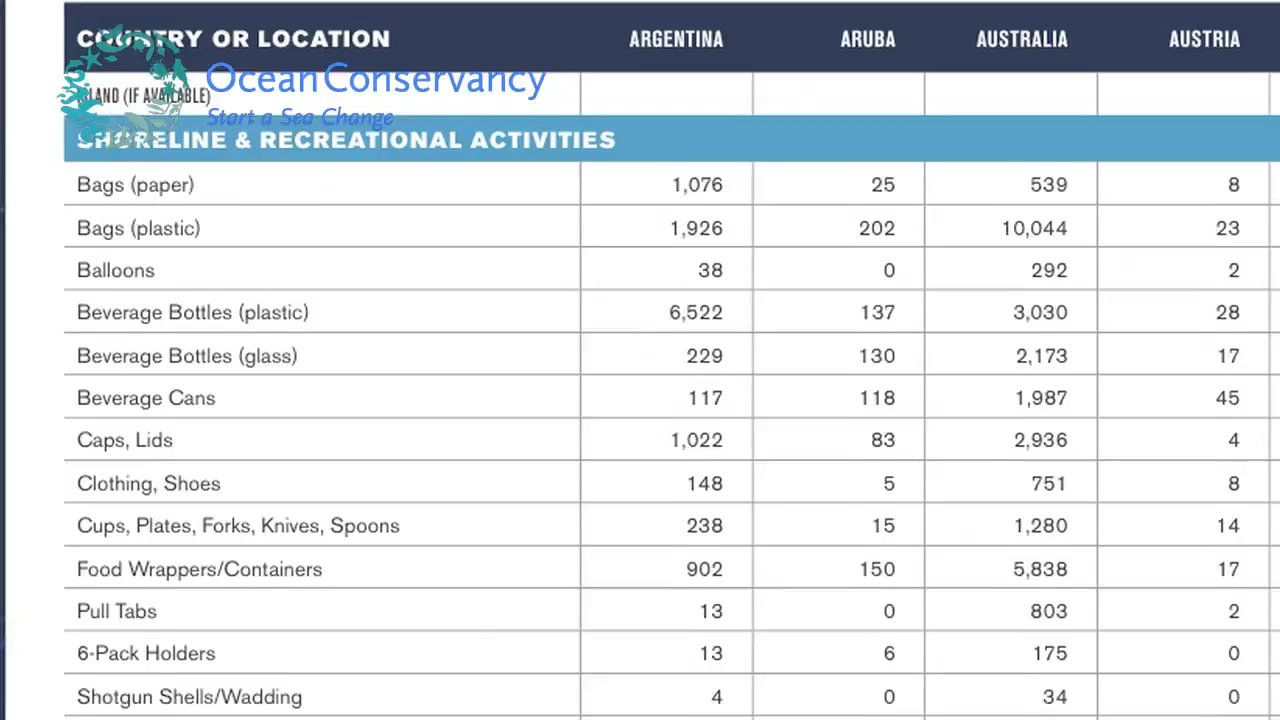 COUNTRY OR LOCATION ARGENTINA ARUBA AUSTRALIA AUSTRIA
OceanConservancy
ISLAND (IF AVAILABLE)
Start a Sea Change
SHORELINE & RECREATIONAL ACTIVITIES
Bags (paper) 1,076 25 539 8
Bags (plastic) 1,926 202 10,044 23
Balloons 38 0 292 2
Beverage Bottles (plastic) 6,522 137 3,030 28
Beverage Bottles (glass) 229 130 2,173 17
Beverage Cans 117 118 1,987 45
Caps, Lids 1,022 83 2,936 4
Clothing, Shoes 148 5 751 8
Cups, Plates, Forks, Knives, Spoons 238 15 1,280 14
Food Wrappers/Containers 902 150 5,838 17
Pull Tabs 13 0 803 2
6-Pack Holders 13 6 175 0
Shotgun Shells/Wadding 4 0 34 0